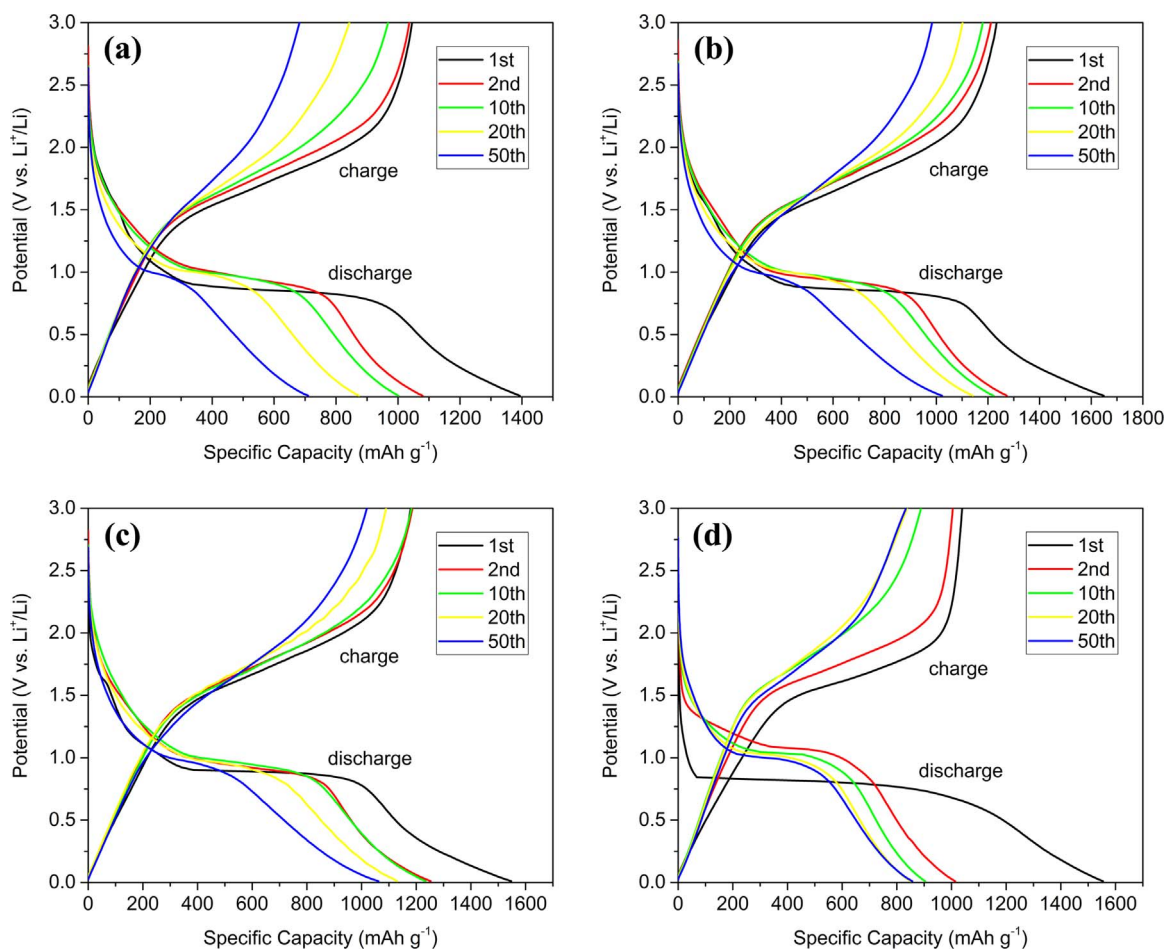 (a)
3.0
2.5
2.0
1.5
1.0
0.5
0.0
Potential (V vs. Li⁺/Li)
1st
2nd
10th
20th
50th
charge
discharge
0 200 400 600 800 1000 1200 1400
Specific Capacity (mAh g⁻¹)
(b)
3.0
2.5
2.0
1.5
1.0
0.5
0.0
Potential (V vs. Li⁺/Li)
1st
2nd
10th
20th
50th
charge
discharge
0 200 400 600 800 1000 1200 1400 1600 1800
Specific Capacity (mAh g⁻¹)
(c)
3.0
2.5
2.0
1.5
1.0
0.5
0.0
Potential (V vs. Li⁺/Li)
1st
2nd
10th
20th
50th
charge
discharge
0 200 400 600 800 1000 1200 1400 1600
Specific Capacity (mAh g⁻¹)
(d)
3.0
2.5
2.0
1.5
1.0
0.5
0.0
Potential (V vs. Li⁺/Li)
1st
2nd
10th
20th
50th
charge
discharge
0 200 400 600 800 1000 1200 1400 1600
Specific Capacity (mAh g⁻¹)